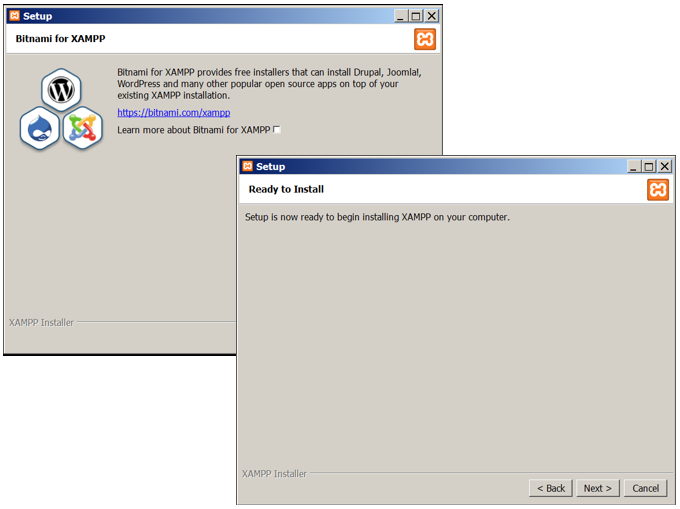 Setup
Bitnami for XAMPP
Bitnami for XAMPP provides free installers that can install Drupal, Joomla!,
WordPress and many other popular open source apps on top of your
existing XAMPP installation.
https://bitnami.com/xampp
Learn more about Bitnami for XAMPP
XAMPP Installer
Setup
Ready to Install
Setup is now ready to begin installing XAMPP on your computer.
XAMPP Installer
< Back Next > Cancel